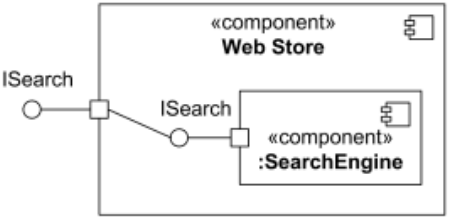 «component»
Web Store
ISearch
ISearch
«component»
:SearchEngine